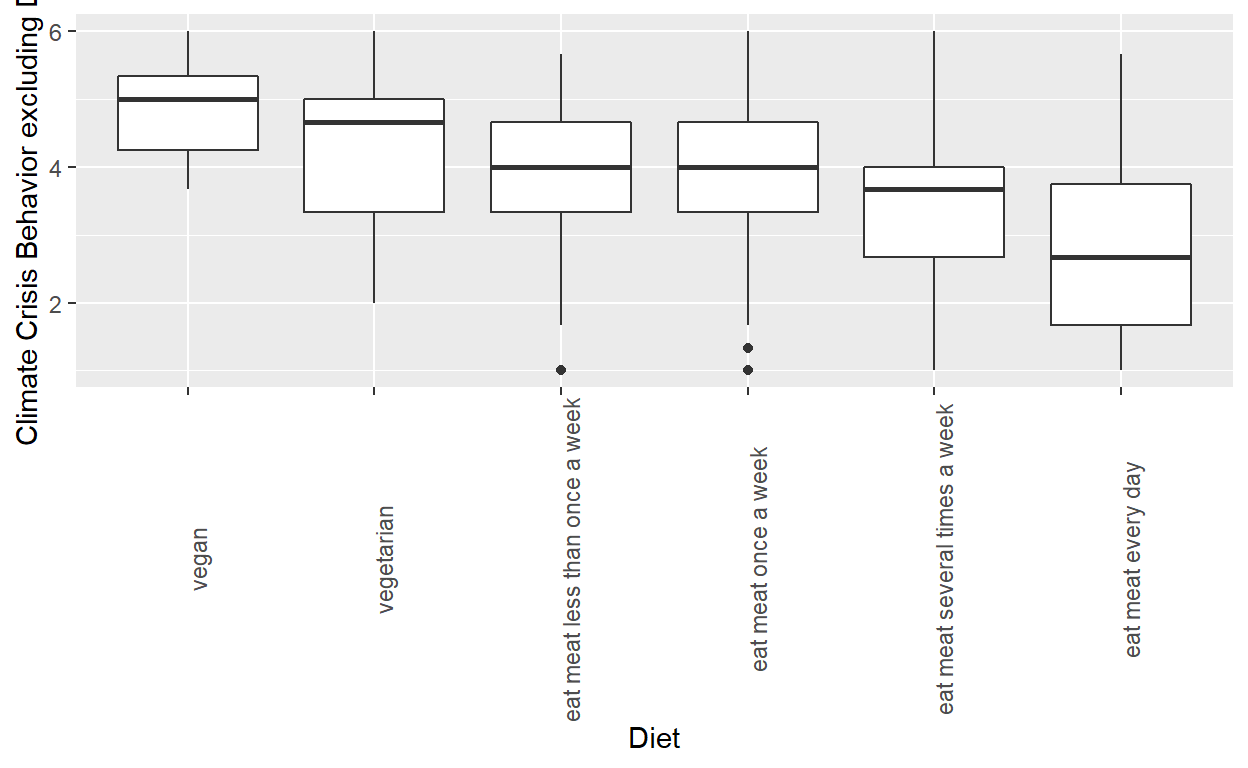 Climate Crisis Behavior excluding
6
4
2
vegan
vegetarian
eat meat less than once a week
eat meat once a week
eat meat several times a week
eat meat every day
Diet